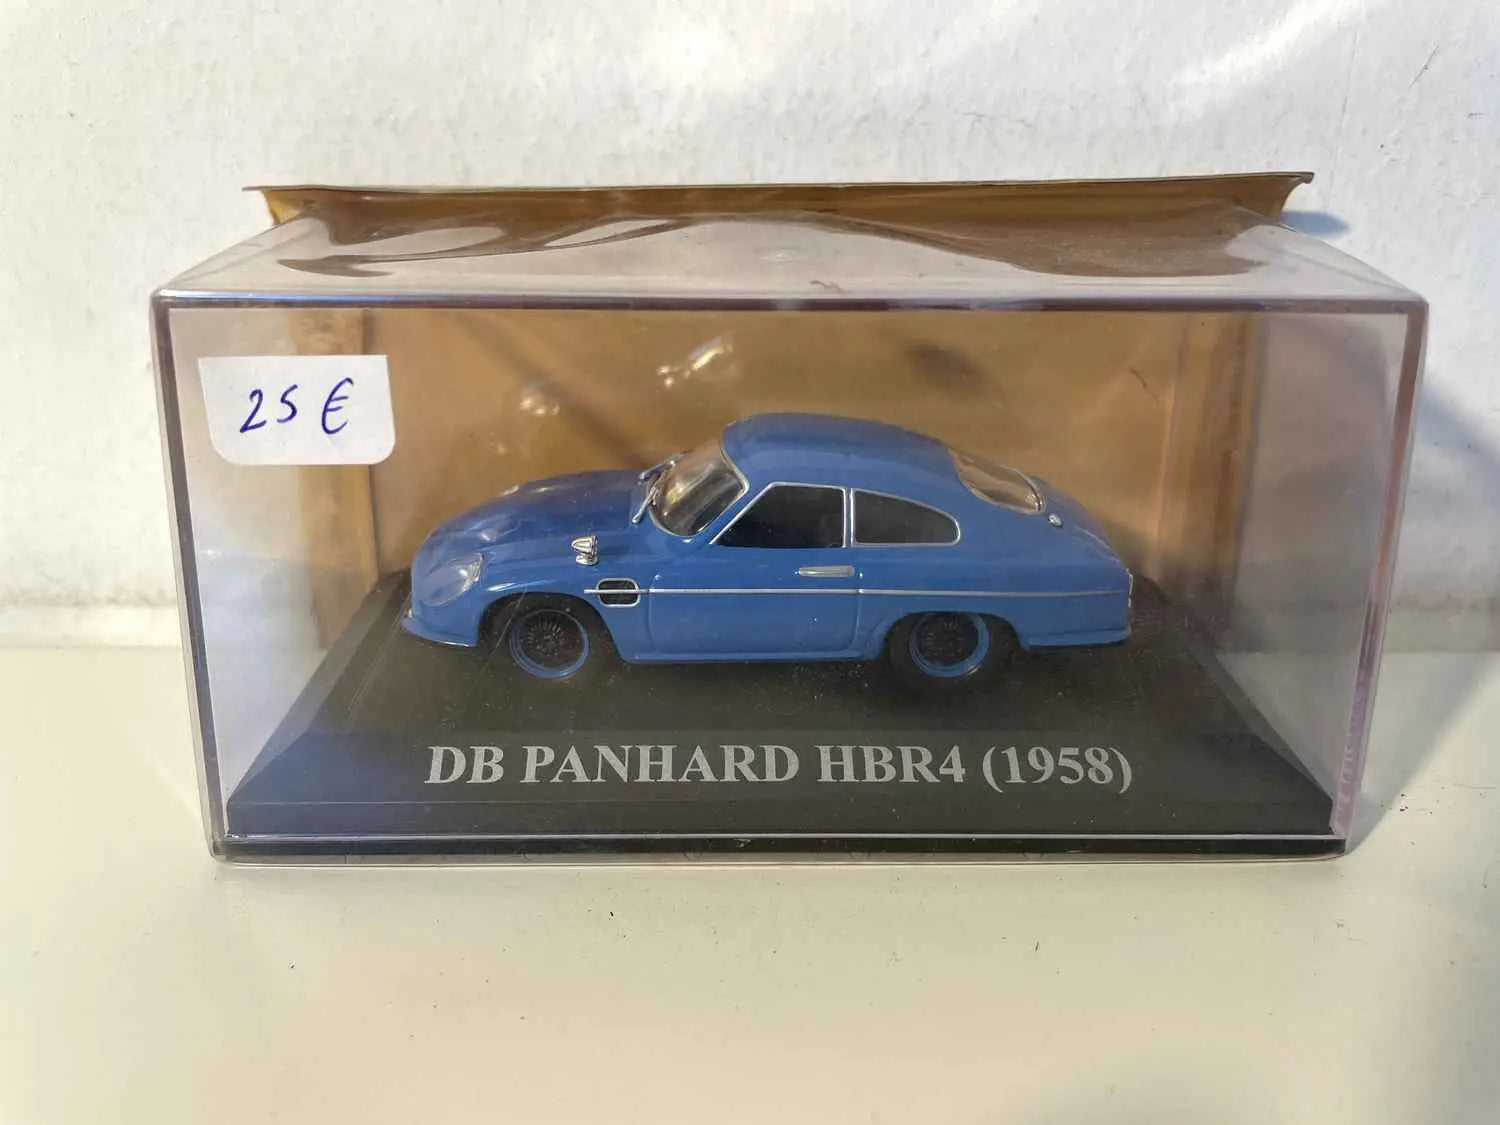 25 €
DB PANHARD HBR4 (1958)